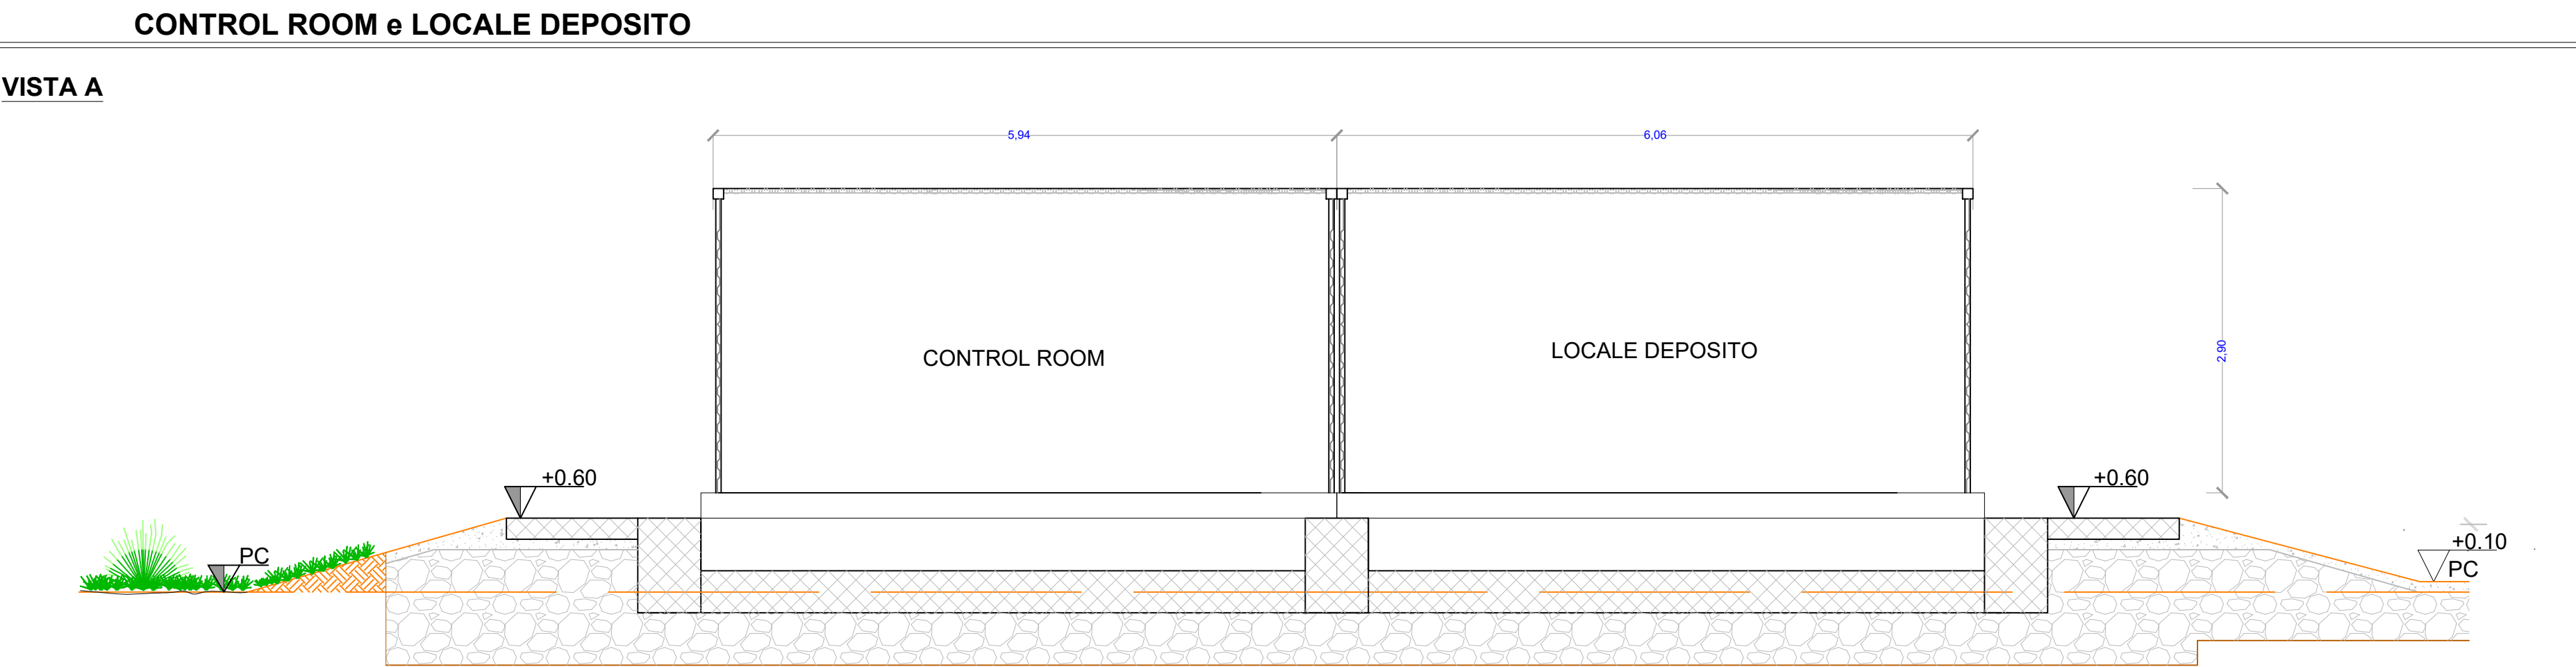 CONTROL ROOM e LOCALE DEPOSITO
VISTA A
5,94
6,06
CONTROL ROOM
LOCALE DEPOSITO
2,90
+0.60
+0.60
PC
+0.10
PC